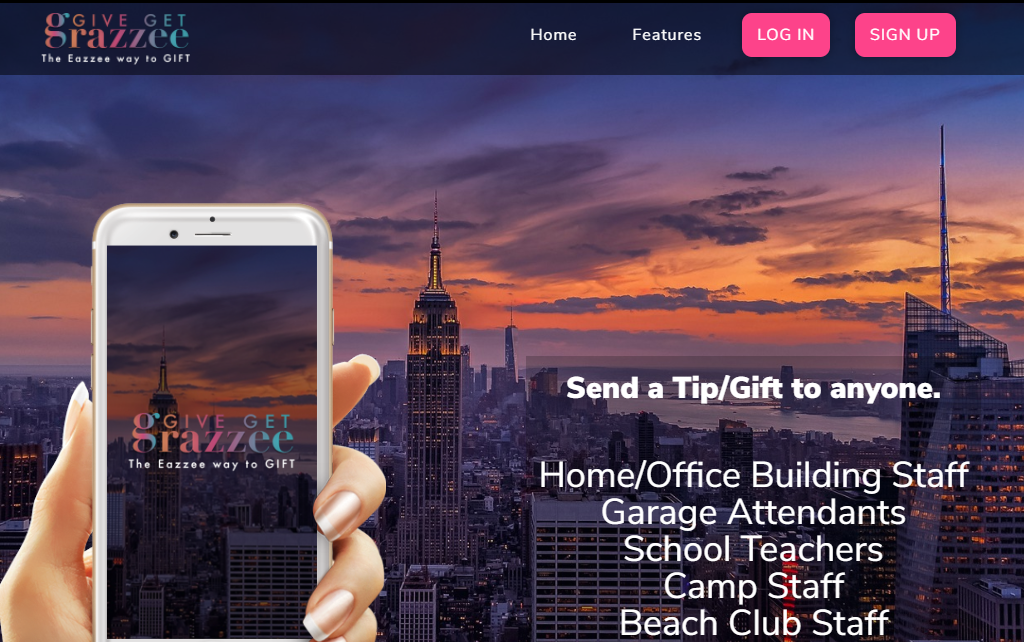 GIVE GET
grazzee
The Eazzee way to GIFT
Home
Features
LOG IN
SIGN UP
GIVE GET
grazzee
The Eazzee way to GIFT
Send a Tip/Gift to anyone.
Home/Office Building Staff
Garage Attendants
School Teachers
Camp Staff
Beach Club Staff